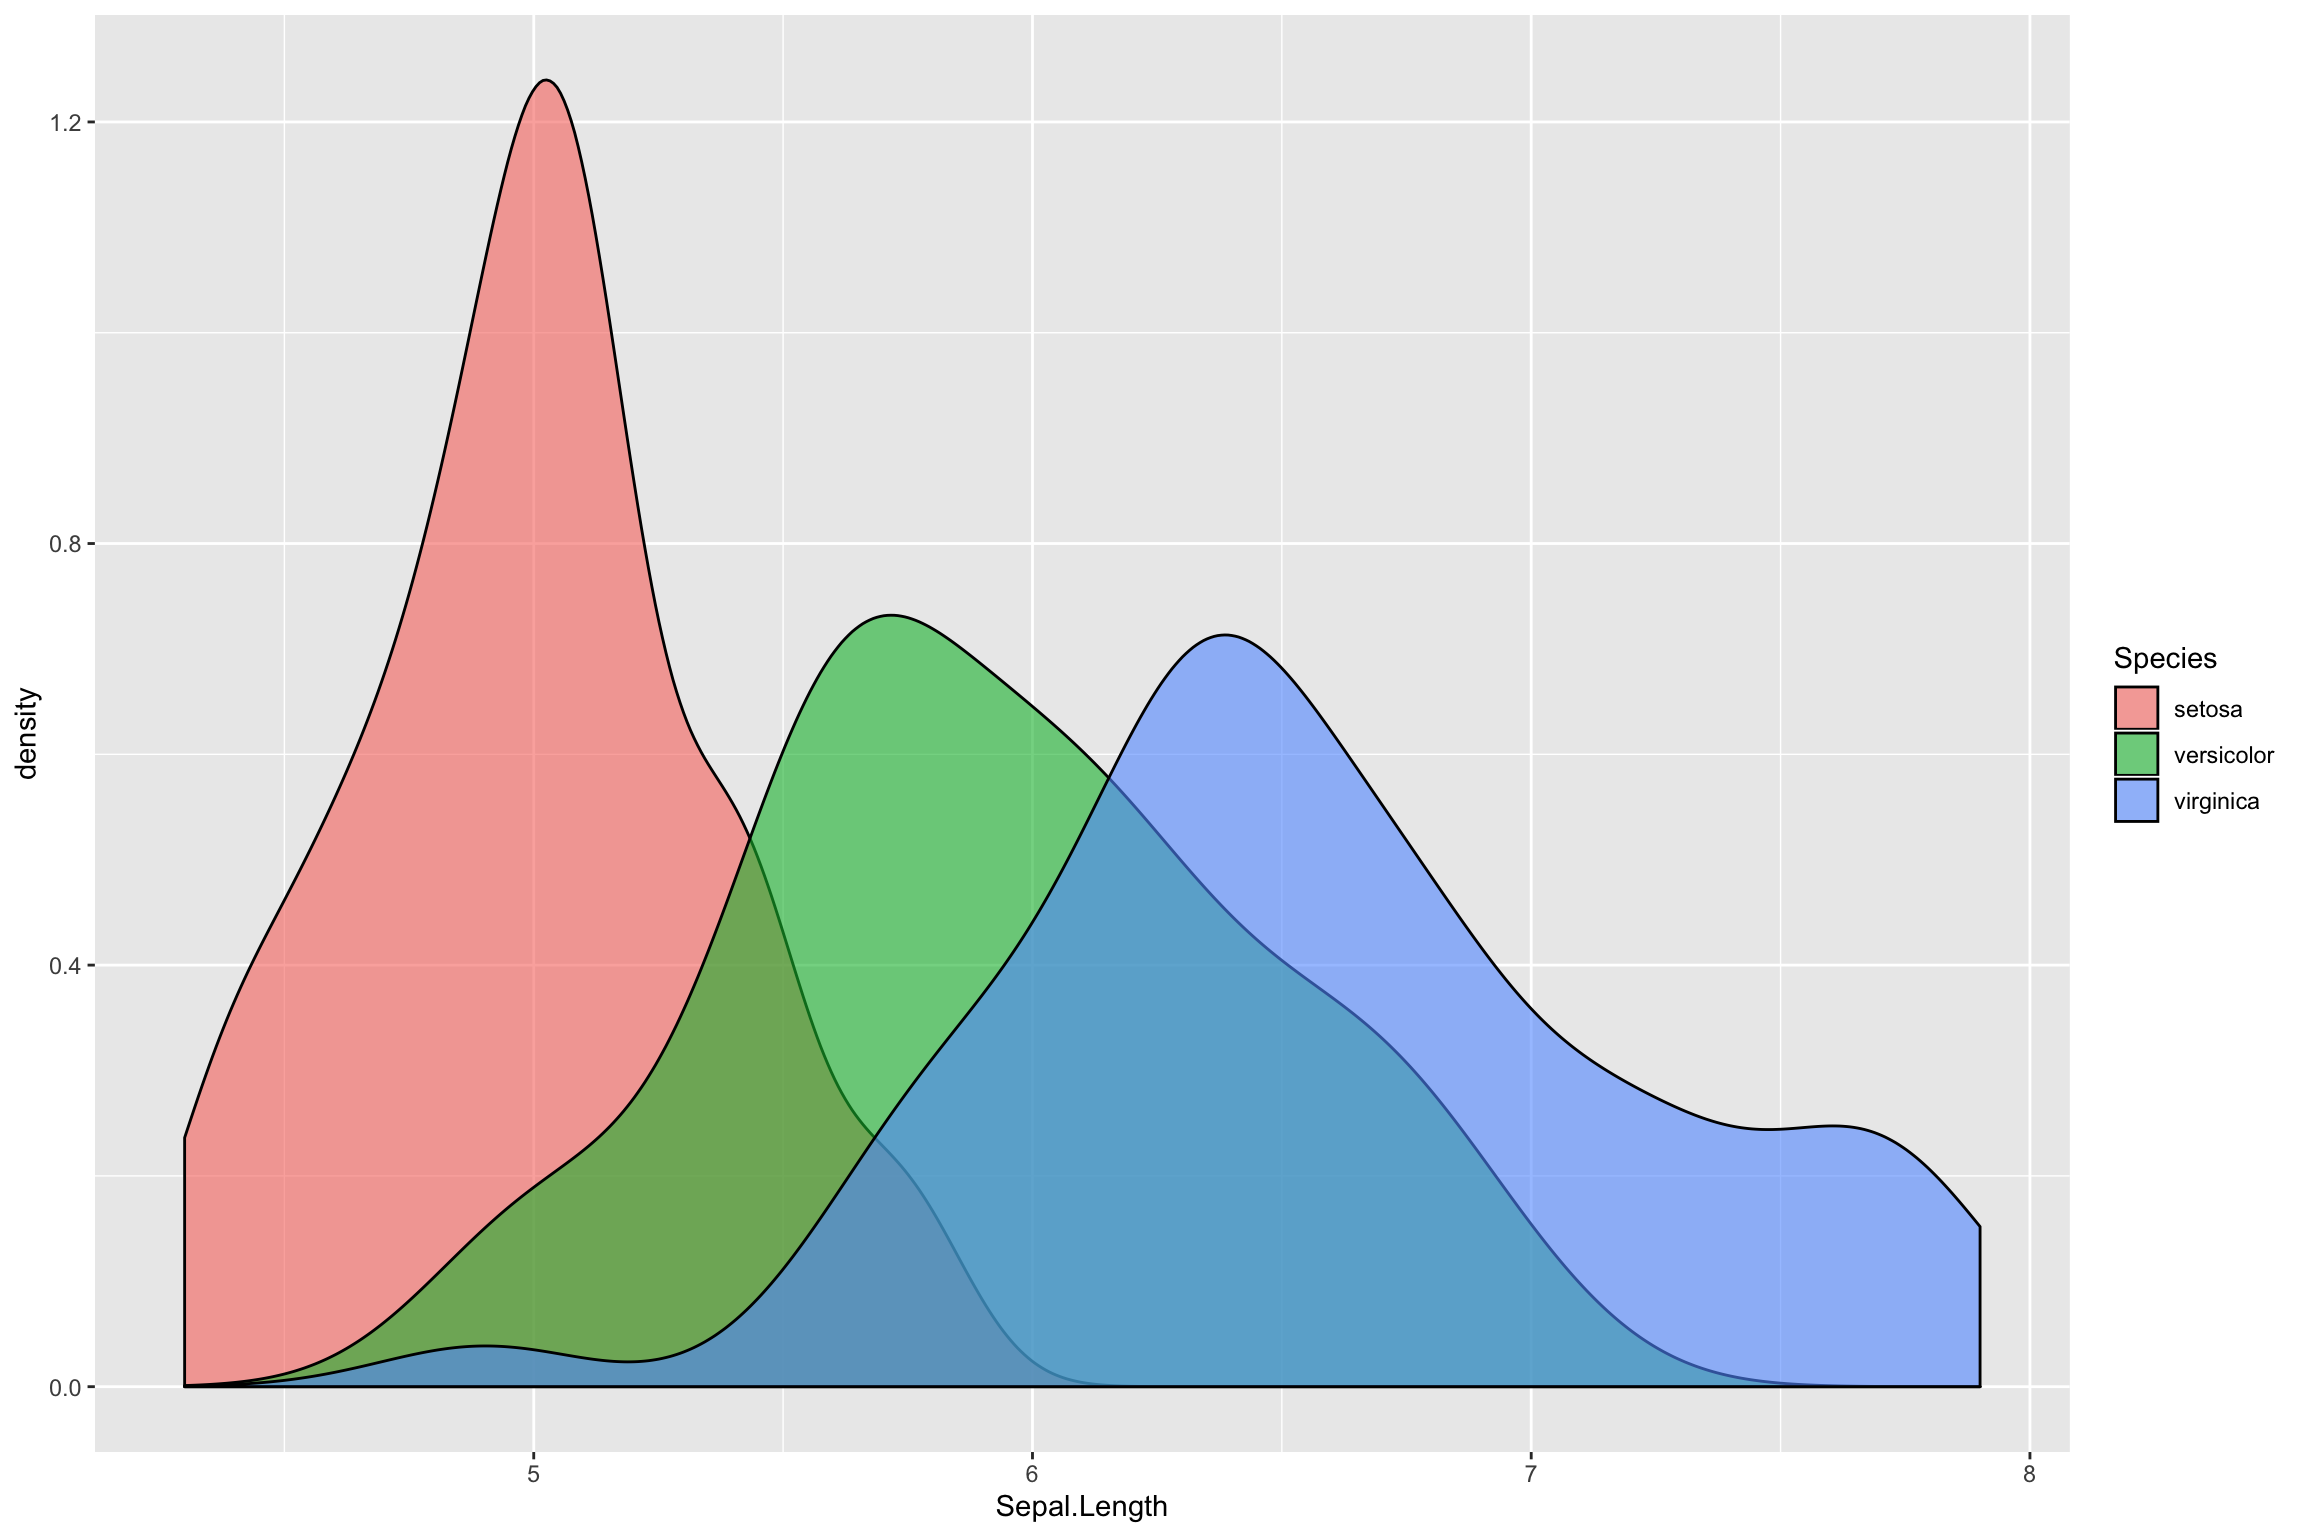 1.2
0.8
0.4
0.0
density
5 6 7 8
Sepal.Length
Species
setosa
versicolor
virginica